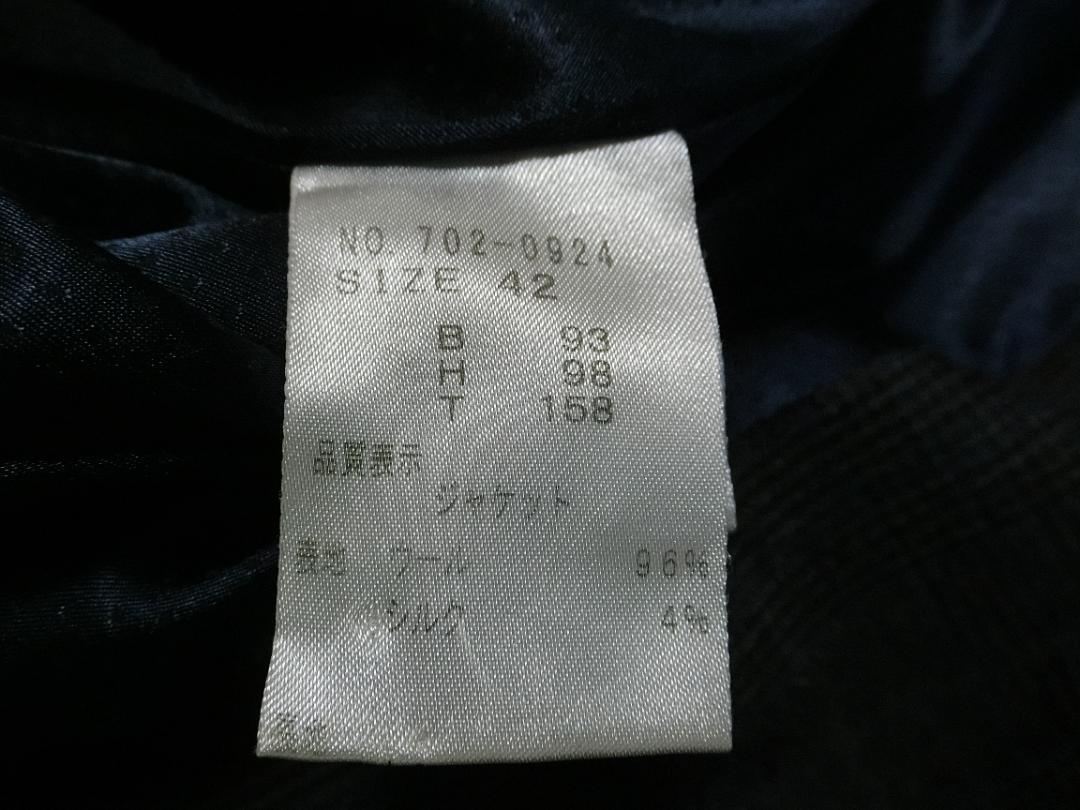 NO 702-0924
SIZE 42
B 93
H 98
T 158
品質表示
ジャケット
表地 ウール 96%
シルク 4%